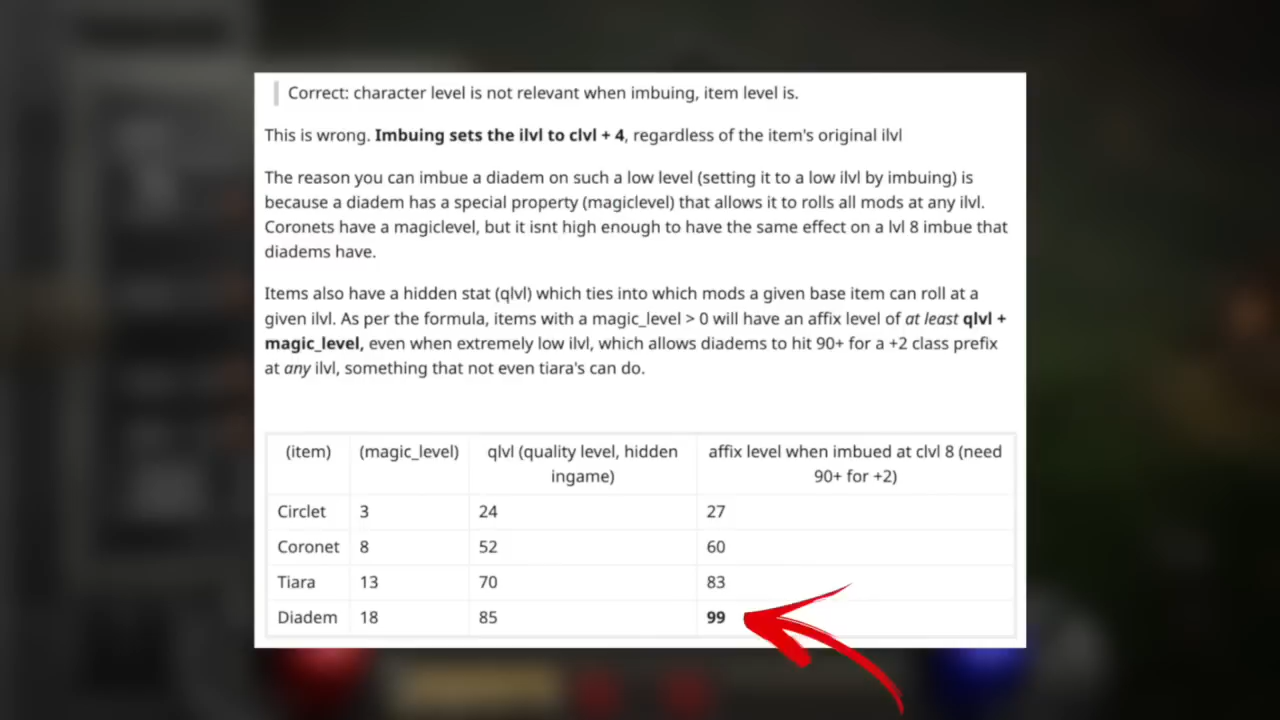 Correct: character level is not relevant when imbuing, item level is.
This is wrong. Imbuing sets the ilvl to clvl + 4, regardless of the item's original ilvl
The reason you can imbue a diadem on such a low level (setting it to a low ilvl by imbuing) is
because a diadem has a special property (magiclevel) that allows it to rolls all mods at any ilvl.
Coronets have a magiclevel, but it isnt high enough to have the same effect on a lvl 8 imbue that
diadems have.
Items also have a hidden stat (qlvl) which ties into which mods a given base item can roll at a
given ilvl. As per the formula, items with a magic_level > 0 will have an affix level of at least qlvl +
magic_level, even when extremely low ilvl, which allows diadems to hit 90+ for a +2 class prefix
at any ilvl, something that not even tiara's can do.
(item) (magic_level) qlvl (quality level, hidden affix level when imbued at clvl 8 (need
ingame) 90+ for +2)
Circlet 3 24 27
Coronet 8 52 60
Tiara 13 70 83
Diadem 18 85 99